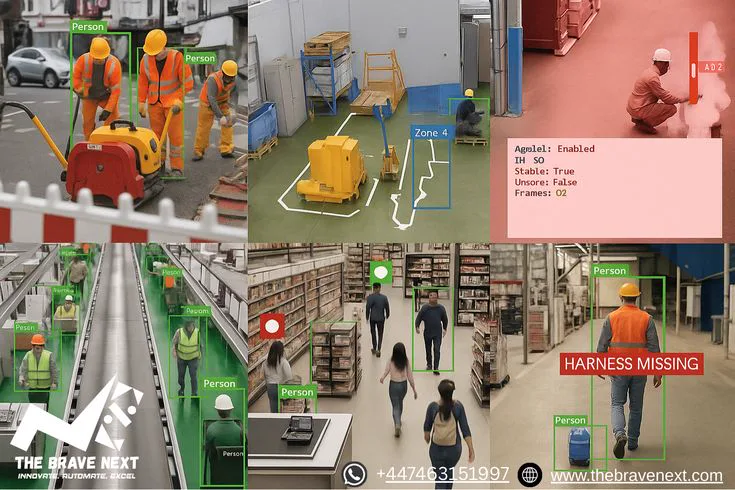 Person
Person
Person
Zone 4
AD2
Agmlel: Enabled
IH SO
Stable: True
Unsore: False
Frames: O2
Person
Person
Person
Person
Person
Person
HARNESS MISSING
Person
THE BRAVE NEXT
INNOVATE. AUTOMATE. EXCEL
+447463151997
www.thebravenext.com